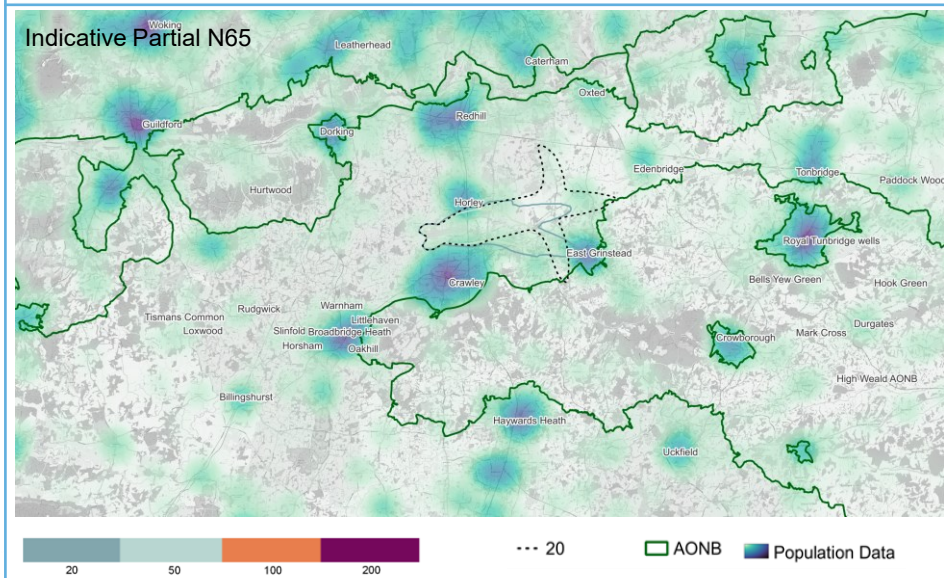 Woking
Indicative Partial N65
Leatherhead
Caterham
Oxted
Guildford
Redhill
Dorking
Edenbridge
Tonbridge
Paddock Wood
Hurtwood
Horley
Royal Tunbridge wells
East Grinstead
Crawley
Bells Yew Green
Hook Green
Warnham
Rudgwick
Tismans Common
Littlehaven
Loxwood
Slinfold Broadbridge Heath
Durgates
Mark Cross
Crowborough
Horsham
Oakhill
High Weald AONB
Billingshurst
Haywards Heath
Uckfield
20 50 100 200
20
AONB
Population Data